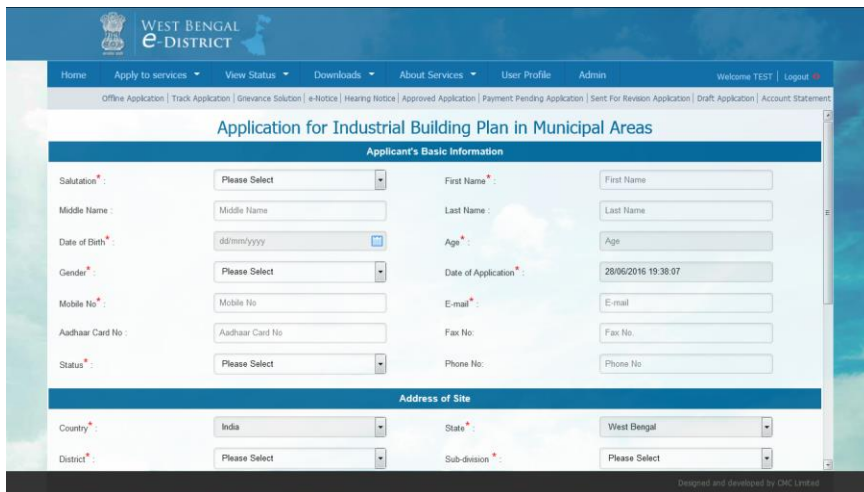 WEST BENGAL
e-DISTRICT
Home Apply to services View Status Downloads About Services User Profile Admin Welcome TEST | Logout
Offline Application | Track Application | Grievance Solution | e-Notice | Hearing Notice | Approved Application | Payment Pending Application | Sent For Revision Application | Draft Application | Account Statement
Application for Industrial Building Plan in Municipal Areas
Applicant's Basic Information
Salutation* : Please Select First Name* : First Name
Middle Name : Middle Name Last Name : Last Name
Date of Birth* : dd/mm/yyyy Age* : Age
Gender* : Please Select Date of Application* : 28/06/2016 19:38:07
Mobile No* : Mobile No E-mail* : E-mail
Aadhaar Card No : Aadhaar Card No Fax No: Fax No.
Status* : Please Select Phone No: Phone No
Address of Site
Country* : India State* : West Bengal
District* : Please Select Sub-division * : Please Select
Designed and developed by CMC Limited